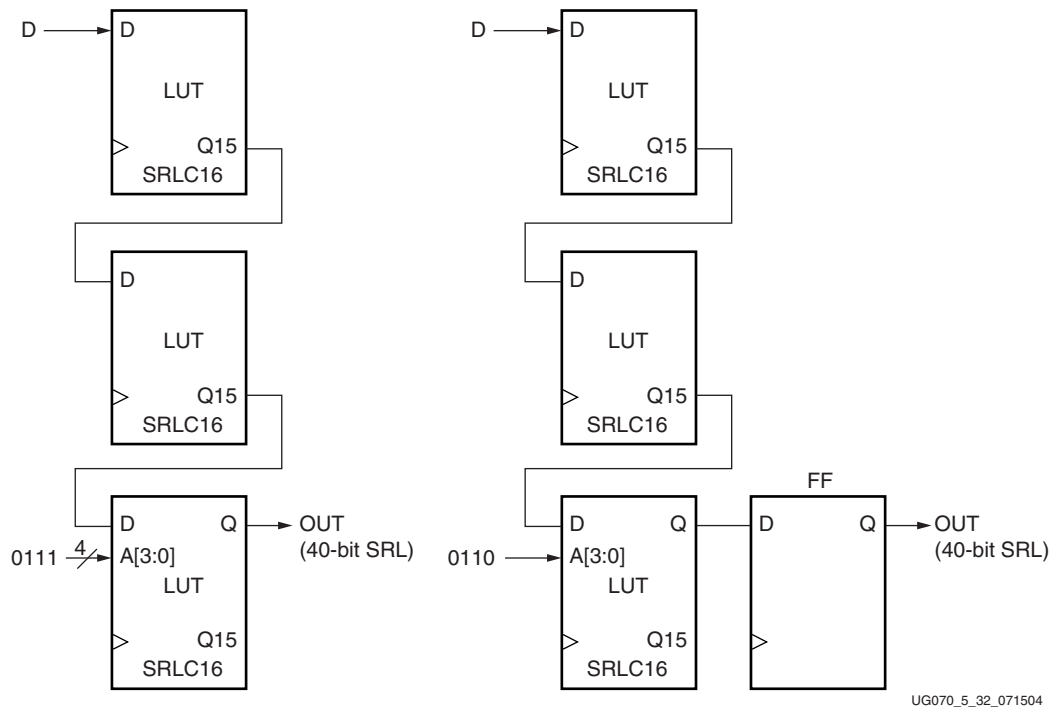 D
D
LUT
Q15
SRLC16
D
LUT
Q15
SRLC16
D
Q
OUT
(40-bit SRL)
0111
4
A[3:0]
LUT
Q15
SRLC16
D
D
LUT
Q15
SRLC16
D
LUT
Q15
SRLC16
D
Q
0110
A[3:0]
LUT
Q15
SRLC16
FF
D
Q
OUT
(40-bit SRL)
UG070_5_32_071504